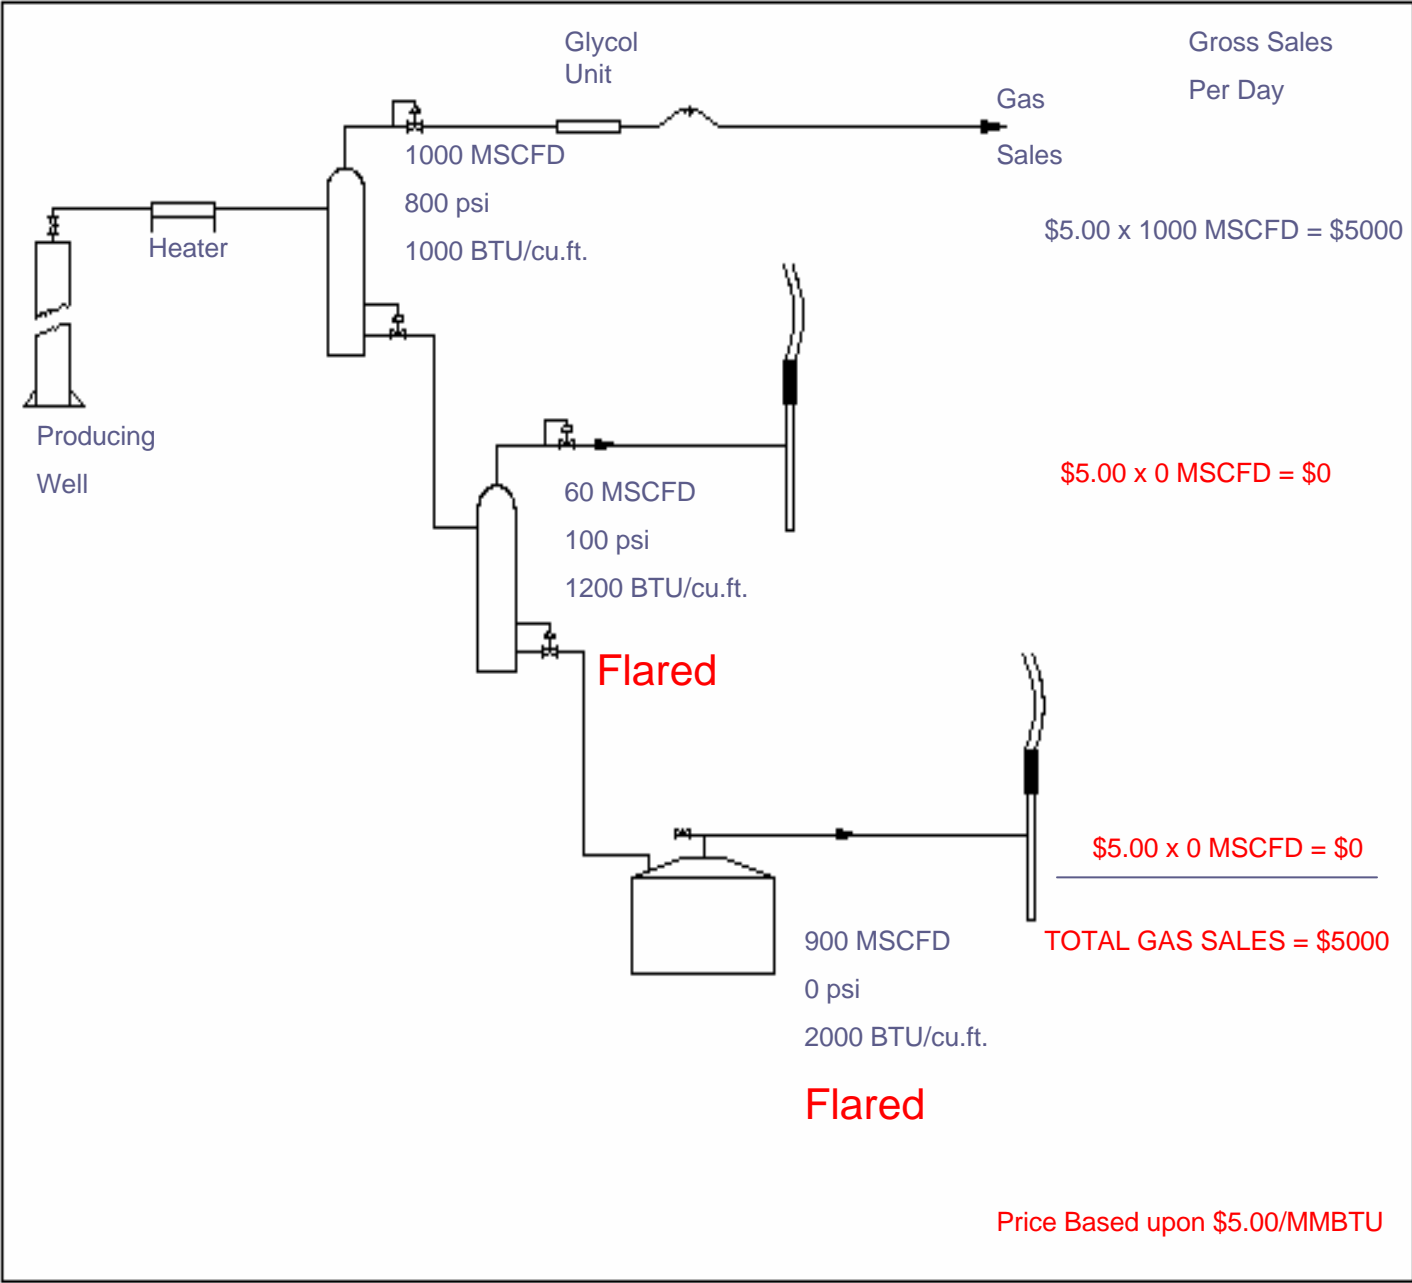 Glycol
Unit
Gross Sales
Per Day
Gas
Sales
1000 MSCFD
800 psi
1000 BTU/cu.ft.
$5.00 x 1000 MSCFD = $5000
Heater
Producing
Well
60 MSCFD
100 psi
1200 BTU/cu.ft.
$5.00 x 0 MSCFD = $0
Flared
$5.00 x 0 MSCFD = $0
900 MSCFD
0 psi
2000 BTU/cu.ft.
TOTAL GAS SALES = $5000
Flared
Price Based upon $5.00/MMBTU